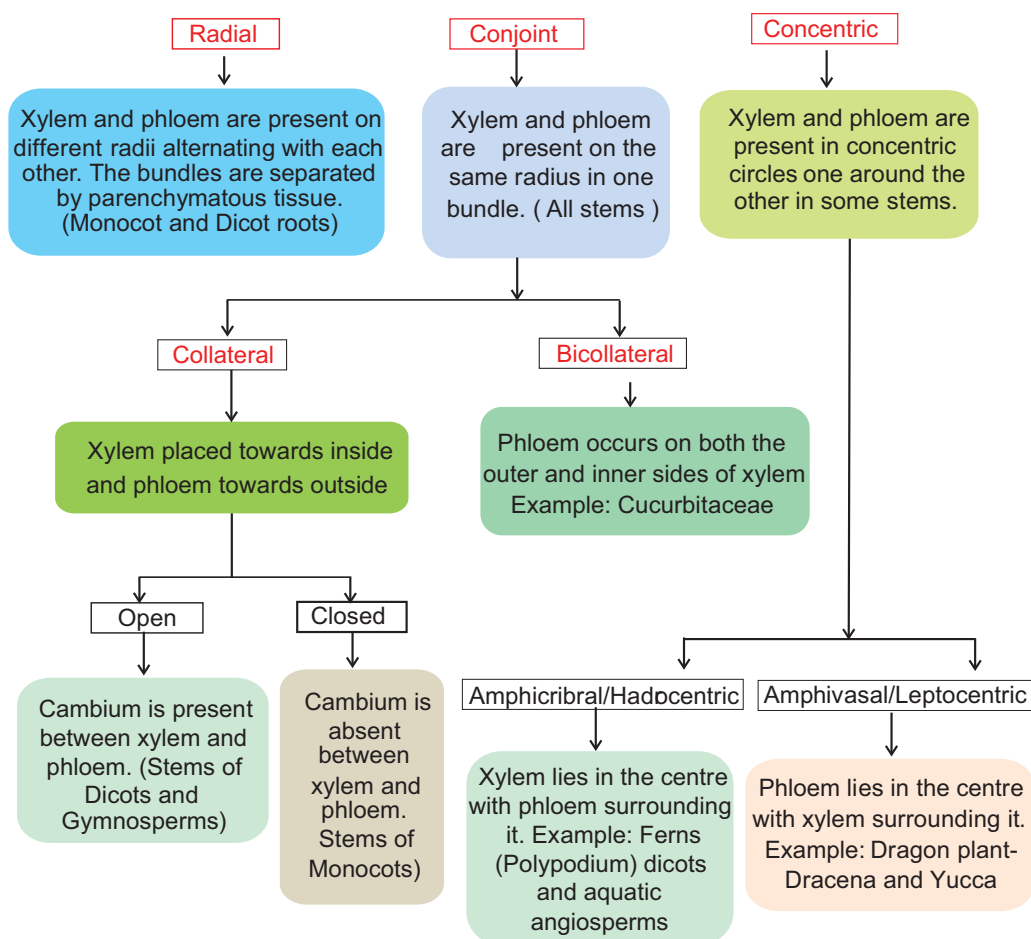 Radial
Conjoint
Concentric
Xylem and phloem are present on
different radii alternating with each
other. The bundles are separated
by parenchymatous tissue.
(Monocot and Dicot roots)
Xylem and phloem
are present on the
same radius in one
bundle. ( All stems )
Xylem and phloem are
present in concentric
circles one around the
other in some stems.
Collateral
Bicollateral
Xylem placed towards inside
and phloem towards outside
Phloem occurs on both the
outer and inner sides of xylem
Example: Cucurbitaceae
Open
Closed
Cambium is present
between xylem and
phloem. (Stems of
Dicots and
Gymnosperms)
Cambium is
absent
between
xylem and
phloem.
Stems of
Monocots)
Amphicribral/Hadocentric
Amphivasal/Leptocentric
Xylem lies in the centre
with phloem surrounding
it. Example: Ferns
(Polypodium) dicots
and aquatic
angiosperms
Phloem lies in the centre
with xylem surrounding it.
Example: Dragon plant-
Dracena and Yucca